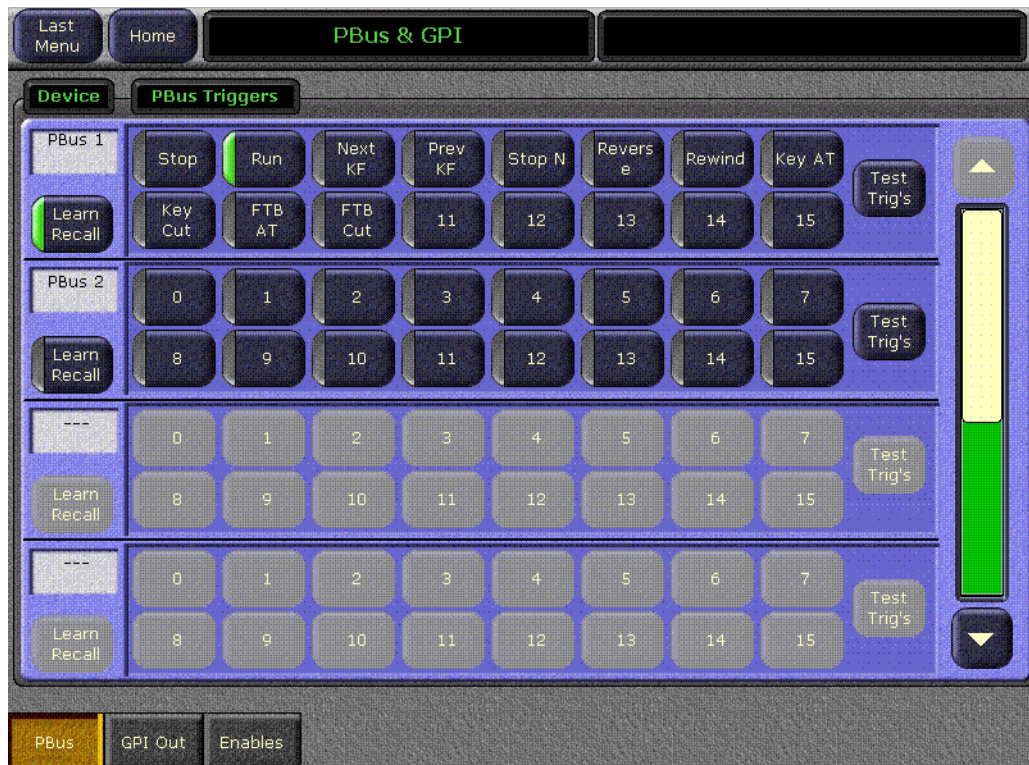 Last Menu
Home
PBus & GPI
Device
PBus Triggers
PBus 1
Stop
Run
Next KF
Prev KF
Stop N
Revers e
Rewind
Key AT
Test Trig's
Learn Recall
Key Cut
FTB AT
FTB Cut
11
12
13
14
15
PBus 2
0
1
2
3
4
5
6
7
Test Trig's
Learn Recall
8
9
10
11
12
13
14
15
---
0
1
2
3
4
5
6
7
Test Trig's
Learn Recall
8
9
10
11
12
13
14
15
---
0
1
2
3
4
5
6
7
Test Trig's
Learn Recall
8
9
10
11
12
13
14
15
PBus
GPI Out
Enables